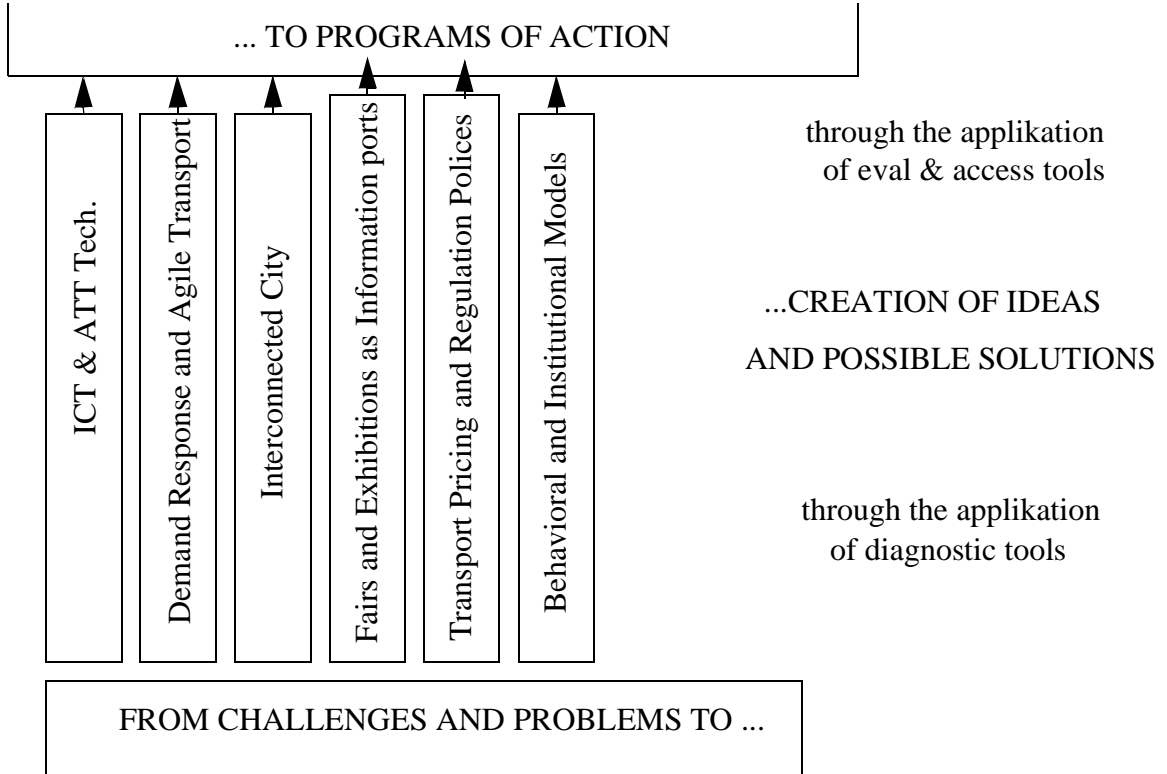 ... TO PROGRAMS OF ACTION
ICT & ATT Tech.
Demand Response and Agile Transport
Interconnected City
Fairs and Exhibitions as Information ports
Transport Pricing and Regulation Polices
Behavioral and Institutional Models
through the applikation
of eval & access tools
...CREATION OF IDEAS
AND POSSIBLE SOLUTIONS
through the applikation
of diagnostic tools
FROM CHALLENGES AND PROBLEMS TO ...